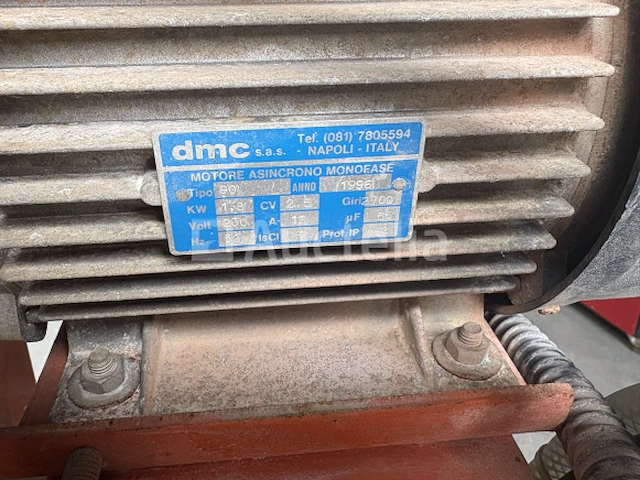 dmc s.a.s. Tel. (081) 7805594
- NAPOLI - ITALY
MOTORE ASINCRONO MONOFASE
Tipo 90 ANNO 1996
KW 1,8 CV 2.5 Giri 2700
Volt A. 12 µF
Hz IsCl Prot. IP
Auctelia